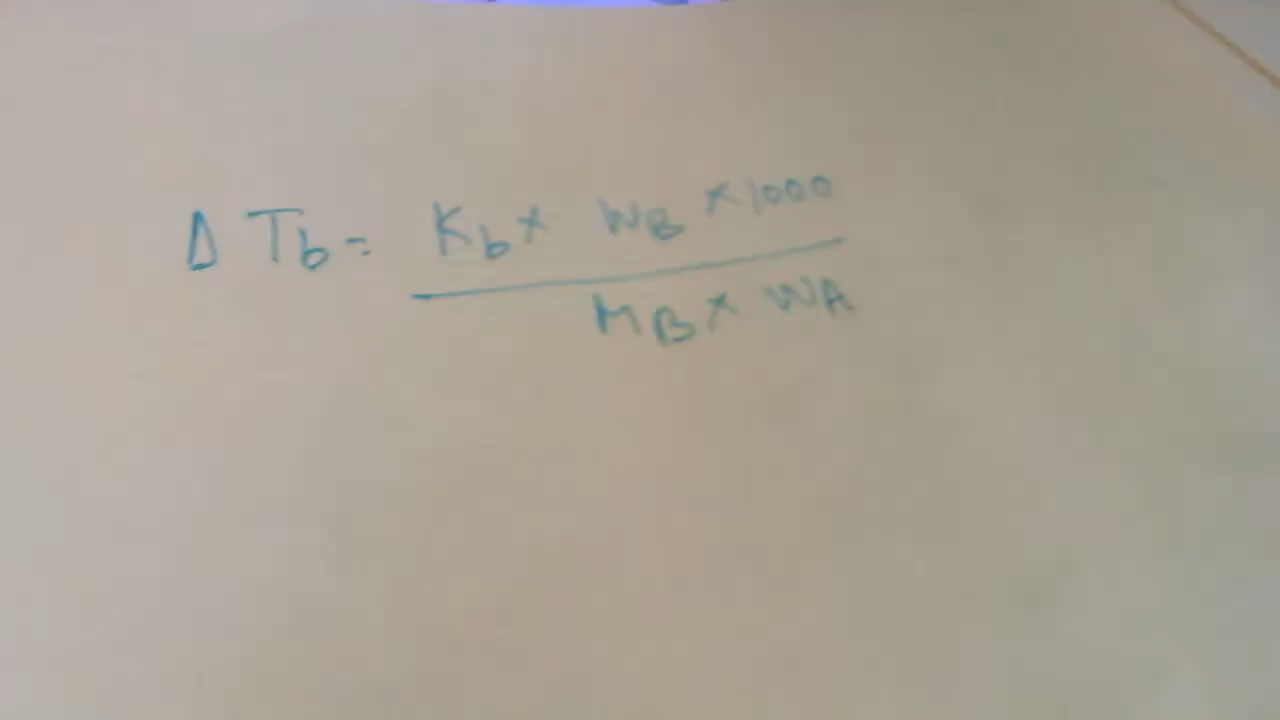 Δ Tb = Kb × WB × 1000
MB × WA